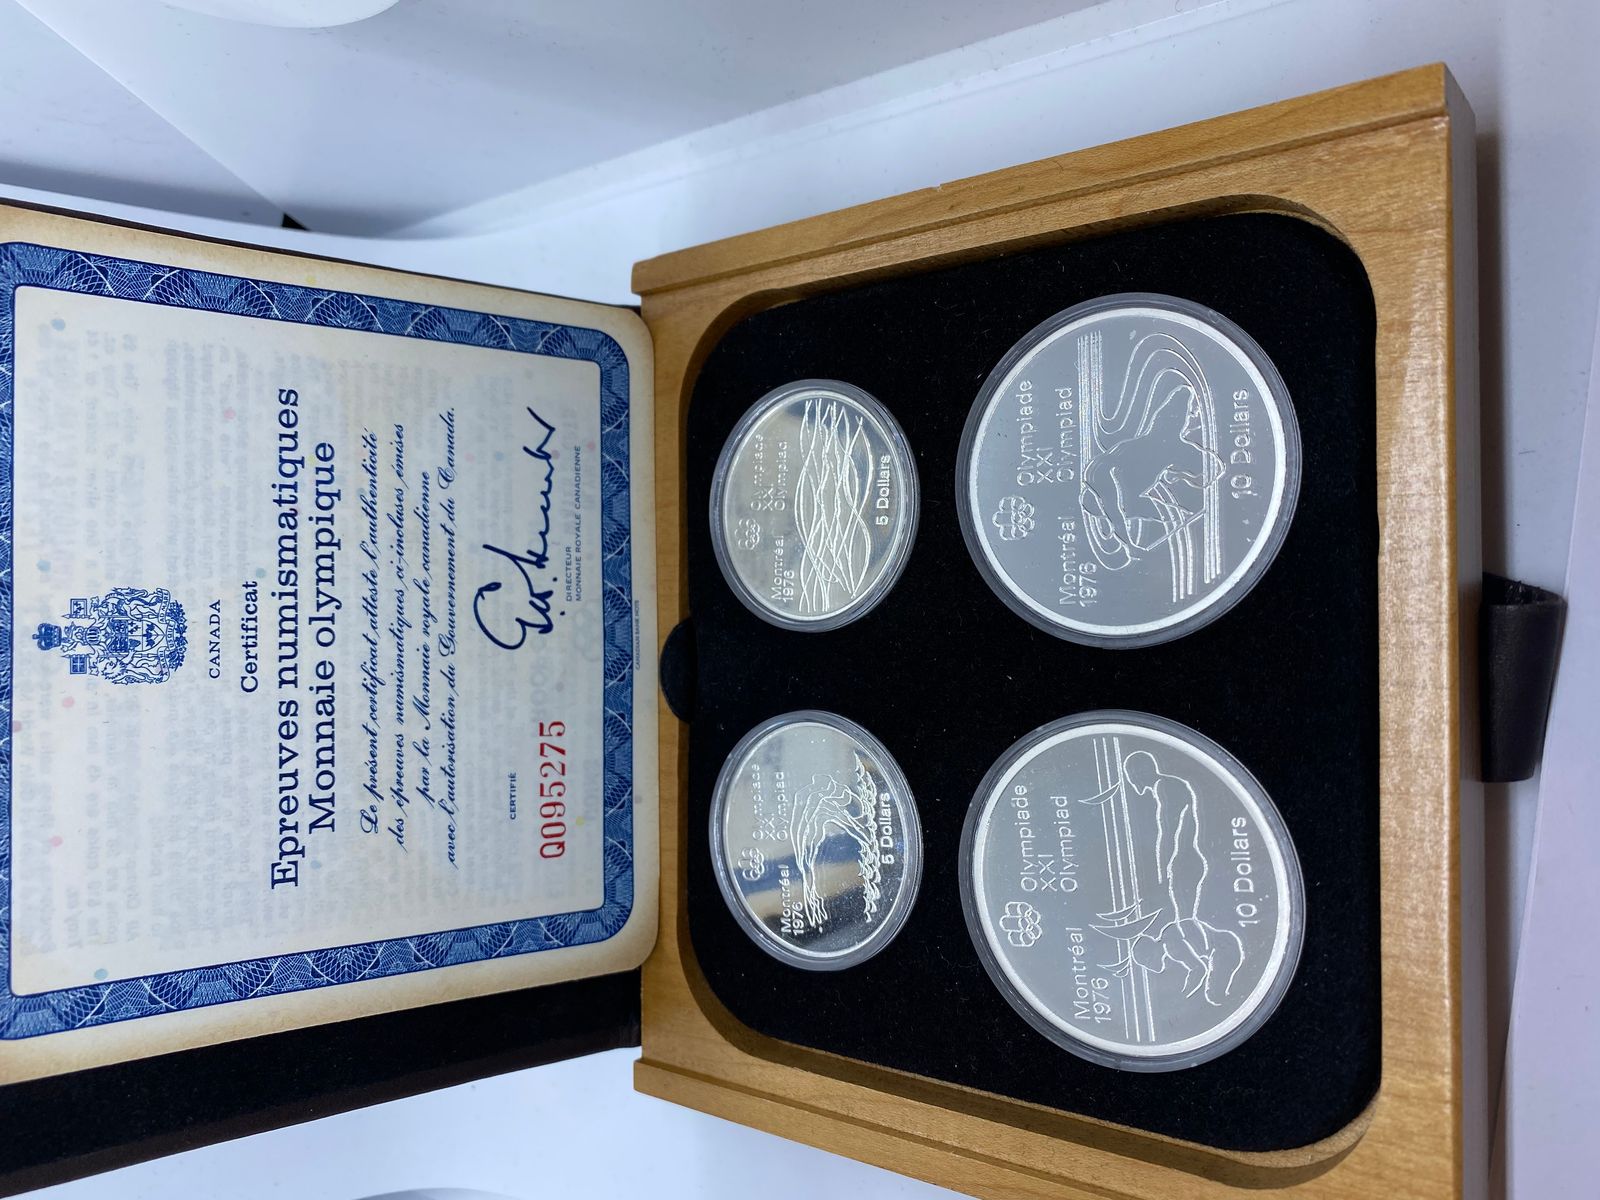 CANADA
Certificat
Epreuves numismatiques
Monnaie olympique
Le présent certificat atteste l'authenticité
des épreuves numismatiques ci-incluses émises
par la Monnaie royale canadienne
avec l'autorisation du Gouvernement du Canada.
CERTIFIÉ
Q095275
DIRECTEUR
MONNAIE ROYALE CANADIENNE
CANADIAN BANK NOTE
Montréal
1976
Olympiade
XXI
Olympiad
5 Dollars
Montréal
1976
Olympiade
XXI
Olympiad
5 Dollars
Montréal
1976
Olympiade
XXI
Olympiad
10 Dollars
Montréal
1976
Olympiade
XXI
Olympiad
10 Dollars